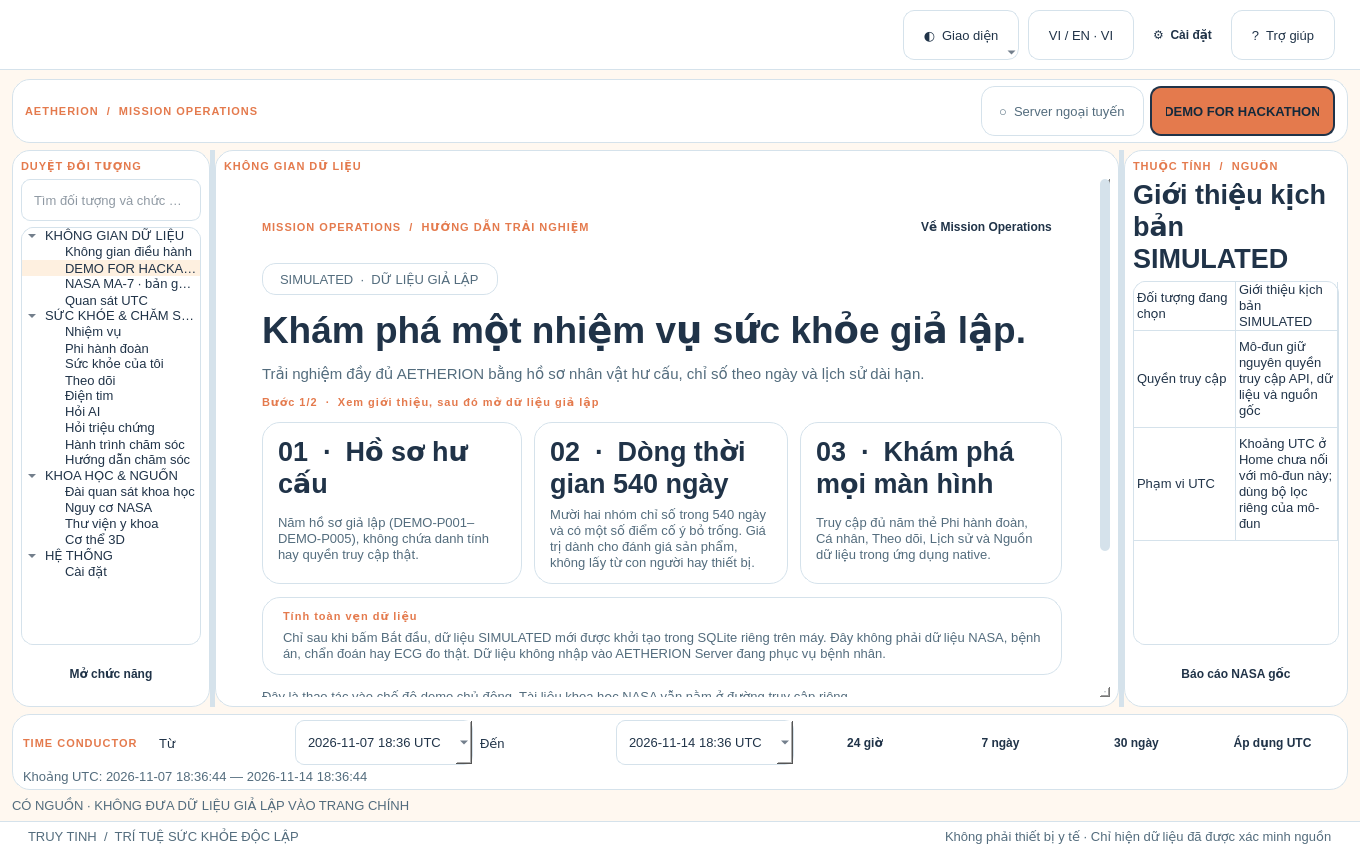 ◐ Giao diện
VI / EN · VI
⚙ Cài đặt
? Trợ giúp
AETHERION / MISSION OPERATIONS
○ Server ngoại tuyến
DEMO FOR HACKATHON
DUYỆT ĐỐI TƯỢNG
Tìm đối tượng và chức …
KHÔNG GIAN DỮ LIỆU
Không gian điều hành
DEMO FOR HACKA…
NASA MA-7 · bản g…
Quan sát UTC
SỨC KHỎE & CHĂM S…
Nhiệm vụ
Phi hành đoàn
Sức khỏe của tôi
Theo dõi
Điện tim
Hỏi AI
Hỏi triệu chứng
Hành trình chăm sóc
Hướng dẫn chăm sóc
KHOA HỌC & NGUỒN
Đài quan sát khoa học
Nguy cơ NASA
Thư viện y khoa
Cơ thể 3D
HỆ THỐNG
Cài đặt
Mở chức năng
KHÔNG GIAN DỮ LIỆU
MISSION OPERATIONS / HƯỚNG DẪN TRẢI NGHIỆM
Về Mission Operations
SIMULATED · DỮ LIỆU GIẢ LẬP
Khám phá một nhiệm vụ sức khỏe giả lập.
Trải nghiệm đầy đủ AETHERION bằng hồ sơ nhân vật hư cấu, chỉ số theo ngày và lịch sử dài hạn.
Bước 1/2 · Xem giới thiệu, sau đó mở dữ liệu giả lập
01 · Hồ sơ hư
cấu
Năm hồ sơ giả lập (DEMO-P001–
DEMO-P005), không chứa danh tính
hay quyền truy cập thật.
02 · Dòng thời
gian 540 ngày
Mười hai nhóm chỉ số trong 540 ngày
và có một số điểm cố ý bỏ trống. Giá
trị dành cho đánh giá sản phẩm,
không lấy từ con người hay thiết bị.
03 · Khám phá
mọi màn hình
Truy cập đủ năm thẻ Phi hành đoàn,
Cá nhân, Theo dõi, Lịch sử và Nguồn
dữ liệu trong ứng dụng native.
Tính toàn vẹn dữ liệu
Chỉ sau khi bấm Bắt đầu, dữ liệu SIMULATED mới được khởi tạo trong SQLite riêng trên máy. Đây không phải dữ liệu NASA, bệnh
án, chẩn đoán hay ECG đo thật. Dữ liệu không nhập vào AETHERION Server đang phục vụ bệnh nhân.
Đây là thao tác vào chế độ demo chủ động. Tài liệu khoa học NASA vẫn nằm ở đường truy cập riêng.
THUỘC TÍNH / NGUỒN
Giới thiệu kịch
bản
SIMULATED
Đối tượng đang
chọn
Giới thiệu kịch
bản
SIMULATED
Quyền truy cập
Mô-đun giữ
nguyên quyền
truy cập API, dữ
liệu và nguồn
gốc
Phạm vi UTC
Khoảng UTC ở
Home chưa nối
với mô-đun này;
dùng bộ lọc
riêng của mô-
đun
Báo cáo NASA gốc
TIME CONDUCTOR
Từ
2026-11-07 18:36 UTC
Đến
2026-11-14 18:36 UTC
24 giờ
7 ngày
30 ngày
Áp dụng UTC
Khoảng UTC: 2026-11-07 18:36:44 — 2026-11-14 18:36:44
CÓ NGUỒN · KHÔNG ĐƯA DỮ LIỆU GIẢ LẬP VÀO TRANG CHÍNH
TRUY TINH / TRÍ TUỆ SỨC KHỎE ĐỘC LẬP
Không phải thiết bị y tế · Chỉ hiện dữ liệu đã được xác minh nguồn